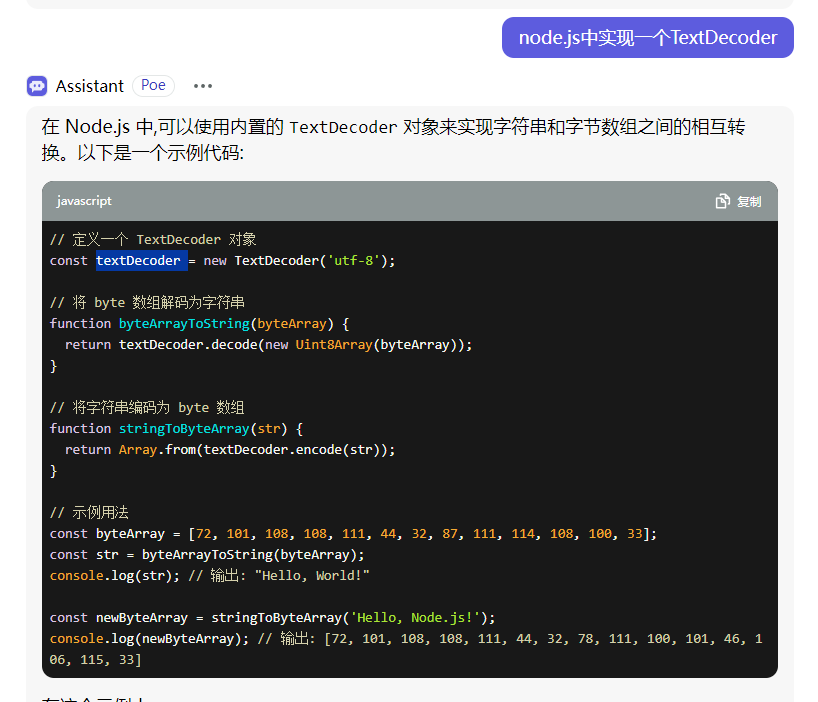 node.js中实现一个TextDecoder
Assistant Poe •••
在 Node.js 中,可以使用内置的 TextDecoder 对象来实现字符串和字节数组之间的相互转
换。以下是一个示例代码:
javascript 复制
// 定义一个 TextDecoder 对象
const textDecoder = new TextDecoder('utf-8');
// 将 byte 数组解码为字符串
function byteArrayToString(byteArray) {
  return textDecoder.decode(new Uint8Array(byteArray));
}
// 将字符串编码为 byte 数组
function stringToByteArray(str) {
  return Array.from(textDecoder.encode(str));
}
// 示例用法
const byteArray = [72, 101, 108, 108, 111, 44, 32, 87, 111, 114, 108, 100, 33];
const str = byteArrayToString(byteArray);
console.log(str); // 输出: "Hello, World!"
const newByteArray = stringToByteArray('Hello, Node.js!');
console.log(newByteArray); // 输出: [72, 101, 108, 108, 111, 44, 32, 78, 111, 100, 101, 46, 1
06, 115, 33]